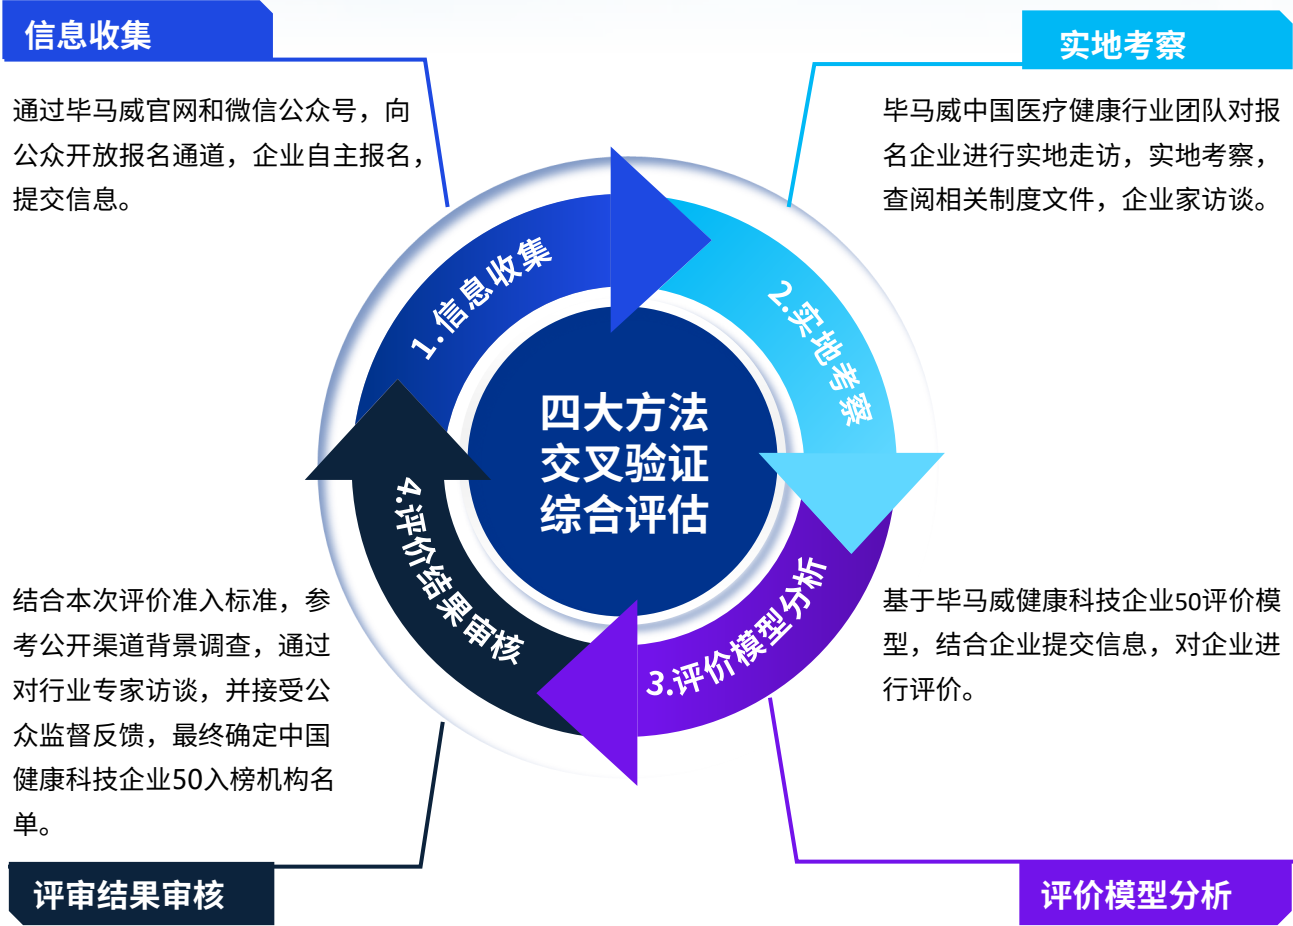 信息收集
通过毕马威官网和微信公众号，向
公众开放报名通道，企业自主报名，
提交信息。
实地考察
毕马威中国医疗健康行业团队对报
名企业进行实地走访，实地考察，
查阅相关制度文件，企业家访谈。
1.信息收集
2.实地考察
四大方法
交叉验证
综合评估
4.评价结果审核
3.评价模型分析
结合本次评价准入标准，参
考公开渠道背景调查，通过
对行业专家访谈，并接受公
众监督反馈，最终确定中国
健康科技企业50入榜机构名
单。
评审结果审核
基于毕马威健康科技企业50评价模
型，结合企业提交信息，对企业进
行评价。
评价模型分析